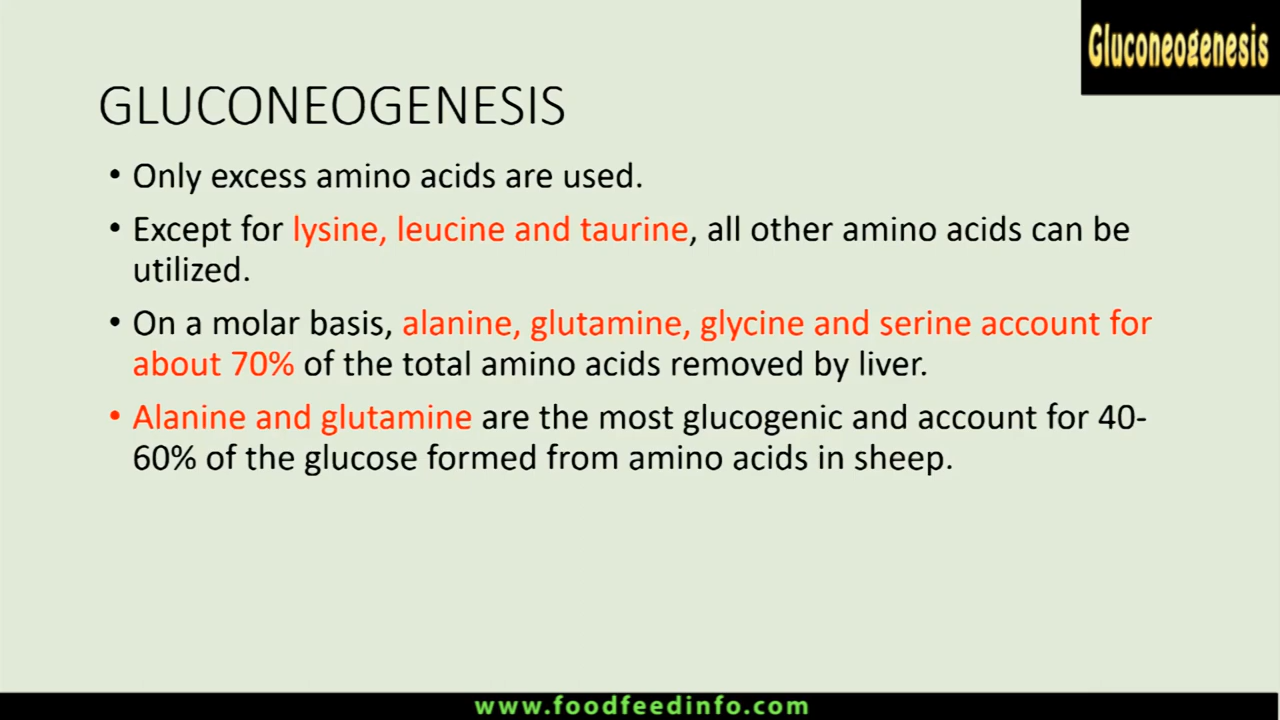 Gluconeogenesis
GLUCONEOGENESIS
• Only excess amino acids are used.
• Except for lysine, leucine and taurine, all other amino acids can be
utilized.
• On a molar basis, alanine, glutamine, glycine and serine account for
about 70% of the total amino acids removed by liver.
• Alanine and glutamine are the most glucogenic and account for 40-
60% of the glucose formed from amino acids in sheep.
www.foodfeedinfo.com